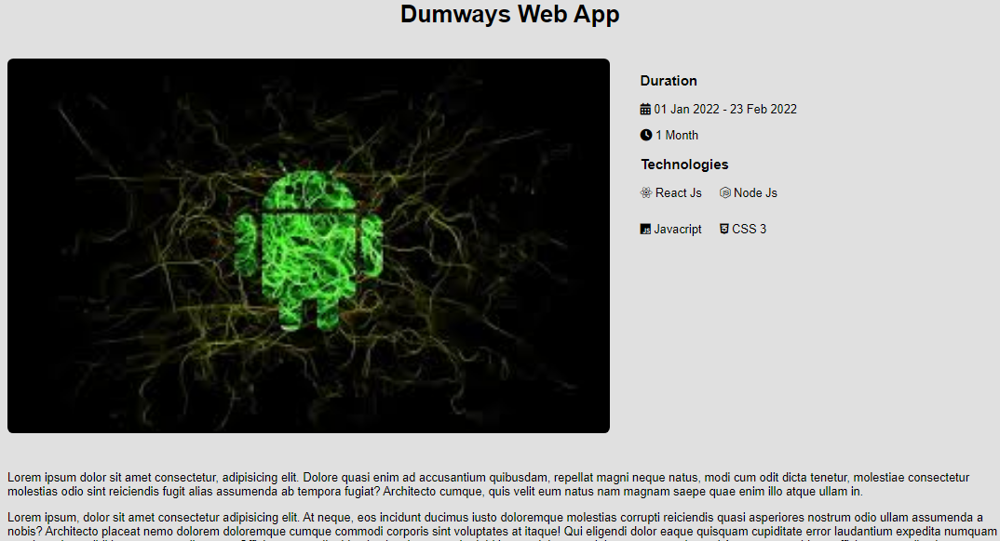 Dumways Web App
Duration
01 Jan 2022 - 23 Feb 2022
1 Month
Technologies
React Js Node Js
JS Javacript CSS 3
Lorem ipsum dolor sit amet consectetur, adipisicing elit. Dolore quasi enim ad accusantium quibusdam, repellat magni neque natus, modi cum odit dicta tenetur, molestiae consectetur
molestias odio sint reiciendis fugit alias assumenda ab tempora fugiat? Architecto cumque, quis velit eum natus nam magnam saepe quae enim illo atque ullam in.
Lorem ipsum, dolor sit amet consectetur adipisicing elit. At neque, eos incidunt ducimus iusto doloremque molestias corrupti reiciendis quasi asperiores nostrum odio ullam assumenda a
nobis? Architecto placeat nemo dolorem doloremque cumque commodi corporis sint voluptates at itaque! Qui eligendi dolor eaque quisquam cupiditate error laudantium expedita numquam